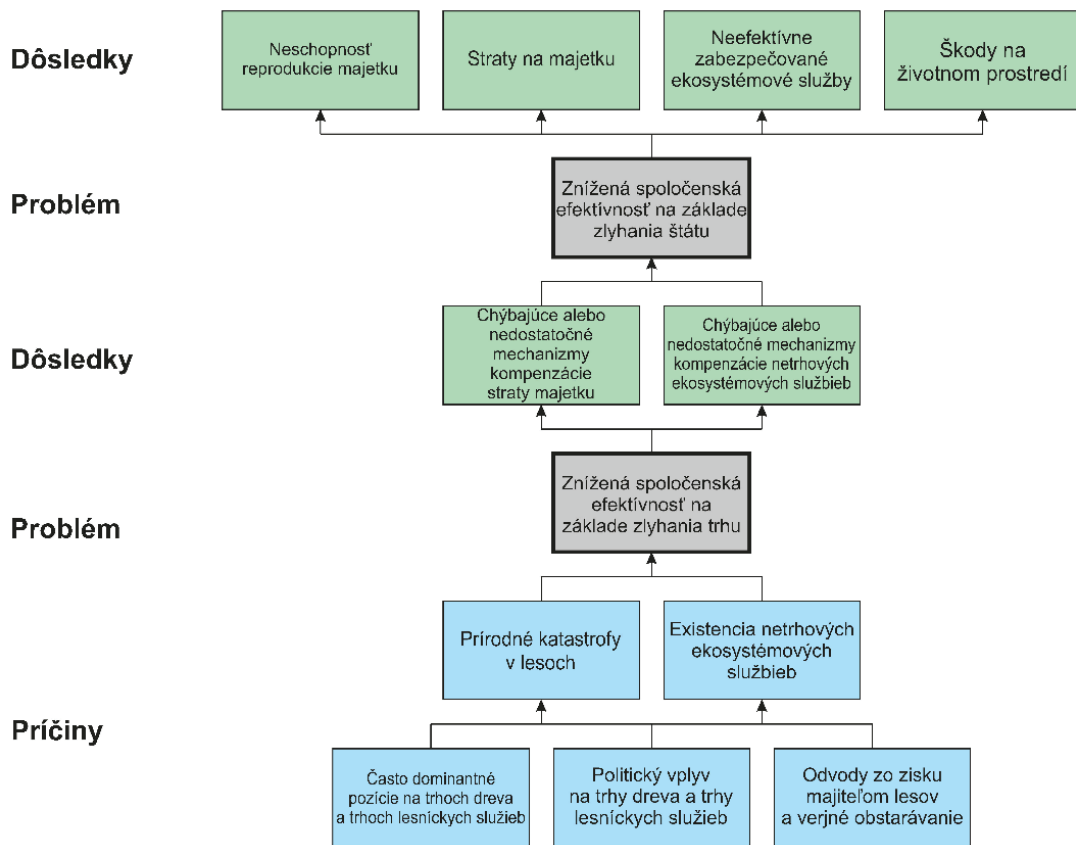 Dôsledky
Neschopnosť
reprodukcie majetku
Straty na majetku
Neefektívne
zabezpečované
ekosystémové služby
Škody na
životnom prostredí
Problém
Znížená spoločenská
efektívnosť na základe
zlyhania štátu
Dôsledky
Chýbajúce alebo
nedostatočné
mechanizmy
kompenzácie
straty majetku
Chýbajúce alebo
nedostatočné mechanizmy
kompenzácie netrhových
ekosystémových službieb
Problém
Znížená spoločenská
efektívnosť na
základe zlyhania trhu
Prírodné katastrofy
v lesoch
Existencia netrhových
ekosystémových
službieb
Príčiny
Často dominantné
pozície na trhoch dreva
a trhoch lesníckych služieb
Politický vplyv
na trhy dreva a trhy
lesníckych služieb
Odvody zo zisku
majiteľom lesov
a verjné obstarávanie